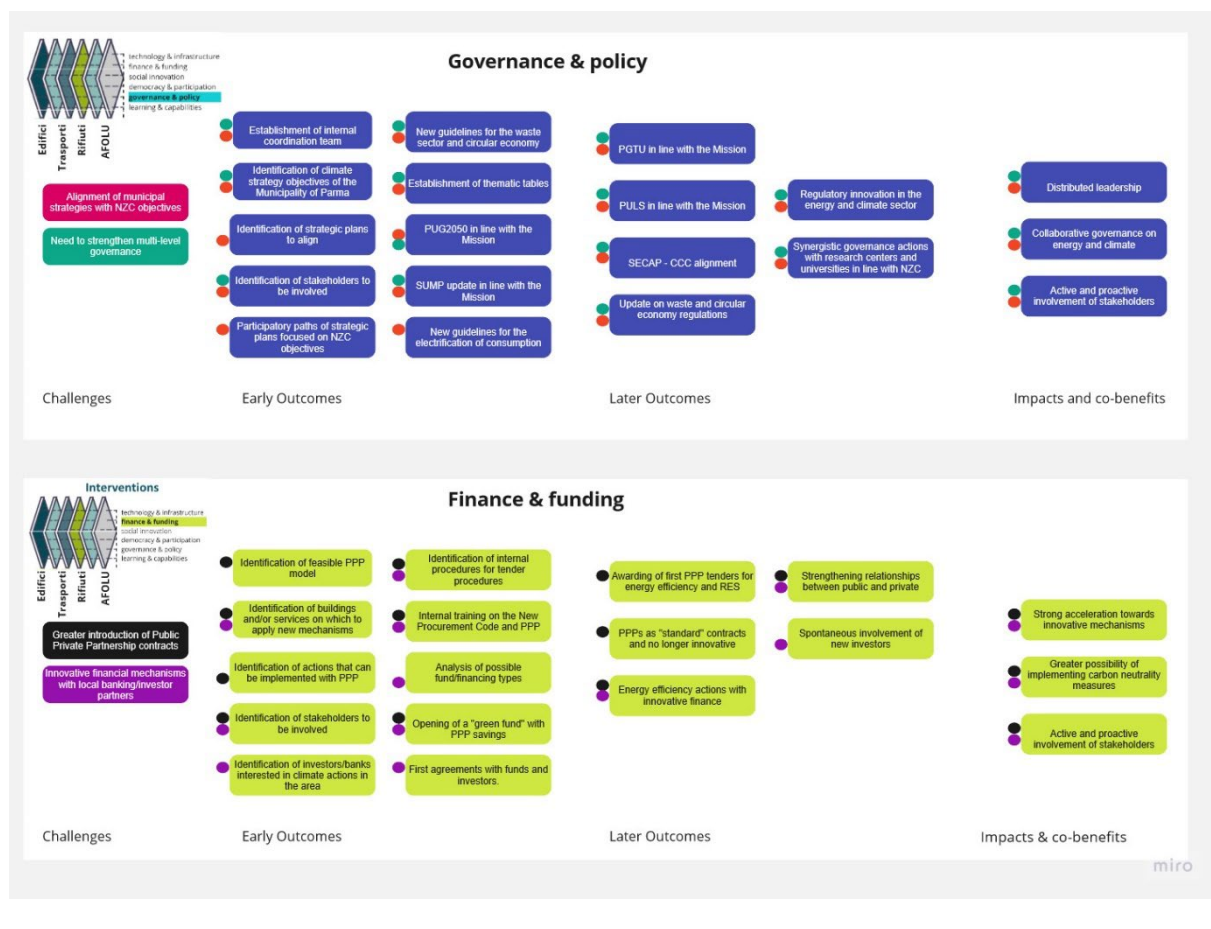 Governance & policy
technology & infrastructure
finance & funding
social innovation
democracy & participation
governance & policy
learning & capabilities
Edifici
Trasporti
Rifiuti
AFOLU
Alignment of municipal
strategies with NZC objectives
Need to strengthen multi-level
governance
Establishment of internal
coordination team
Identification of climate
strategy objectives of the
Municipality of Parma
Identification of strategic plans
to align
Identification of stakeholders to
be involved
Participatory paths of strategic
plans focused on NZC
objectives
New guidelines for the waste
sector and circular economy
Establishment of thematic tables
PUG2050 in line with the
Mission
SUMP update in line with the
Mission
New guidelines for the
electrification of consumption
PGTU in line with the Mission
PULS in line with the Mission
SECAP - CCC alignment
Update on waste and circular
economy regulations
Regulatory innovation in the
energy and climate sector
Synergistic governance actions
with research centers and
universities in line with NZC
Distributed leadership
Collaborative governance on
energy and climate
Active and proactive
involvement of stakeholders
Challenges
Early Outcomes
Later Outcomes
Impacts and co-benefits
Interventions
Finance & funding
technology & infrastructure
finance & funding
social innovation
democracy & participation
governance & policy
learning & capabilities
Edifici
Trasporti
Rifiuti
AFOLU
Greater introduction of Public
Private Partnership contracts
Innovative financial mechanisms
with local banking/investor
partners
Identification of feasible PPP
model
Identification of buildings
and/or services on which to
apply new mechanisms
Identification of actions that can
be implemented with PPP
Identification of stakeholders to
be involved
Identification of investors/banks
interested in climate actions in
the area
Identification of internal
procedures for tender
procedures
Internal training on the New
Procurement Code and PPP
Analysis of possible
fund/financing types
Opening of a "green fund" with
PPP savings
First agreements with funds and
investors.
Awarding of first PPP tenders for
energy efficiency and RES
PPPs as "standard" contracts
and no longer innovative
Energy efficiency actions with
innovative finance
Strengthening relationships
between public and private
Spontaneous involvement of
new investors
Strong acceleration towards
innovative mechanisms
Greater possibility of
implementing carbon neutrality
measures
Active and proactive
involvement of stakeholders
Challenges
Early Outcomes
Later Outcomes
Impacts & co-benefits
miro